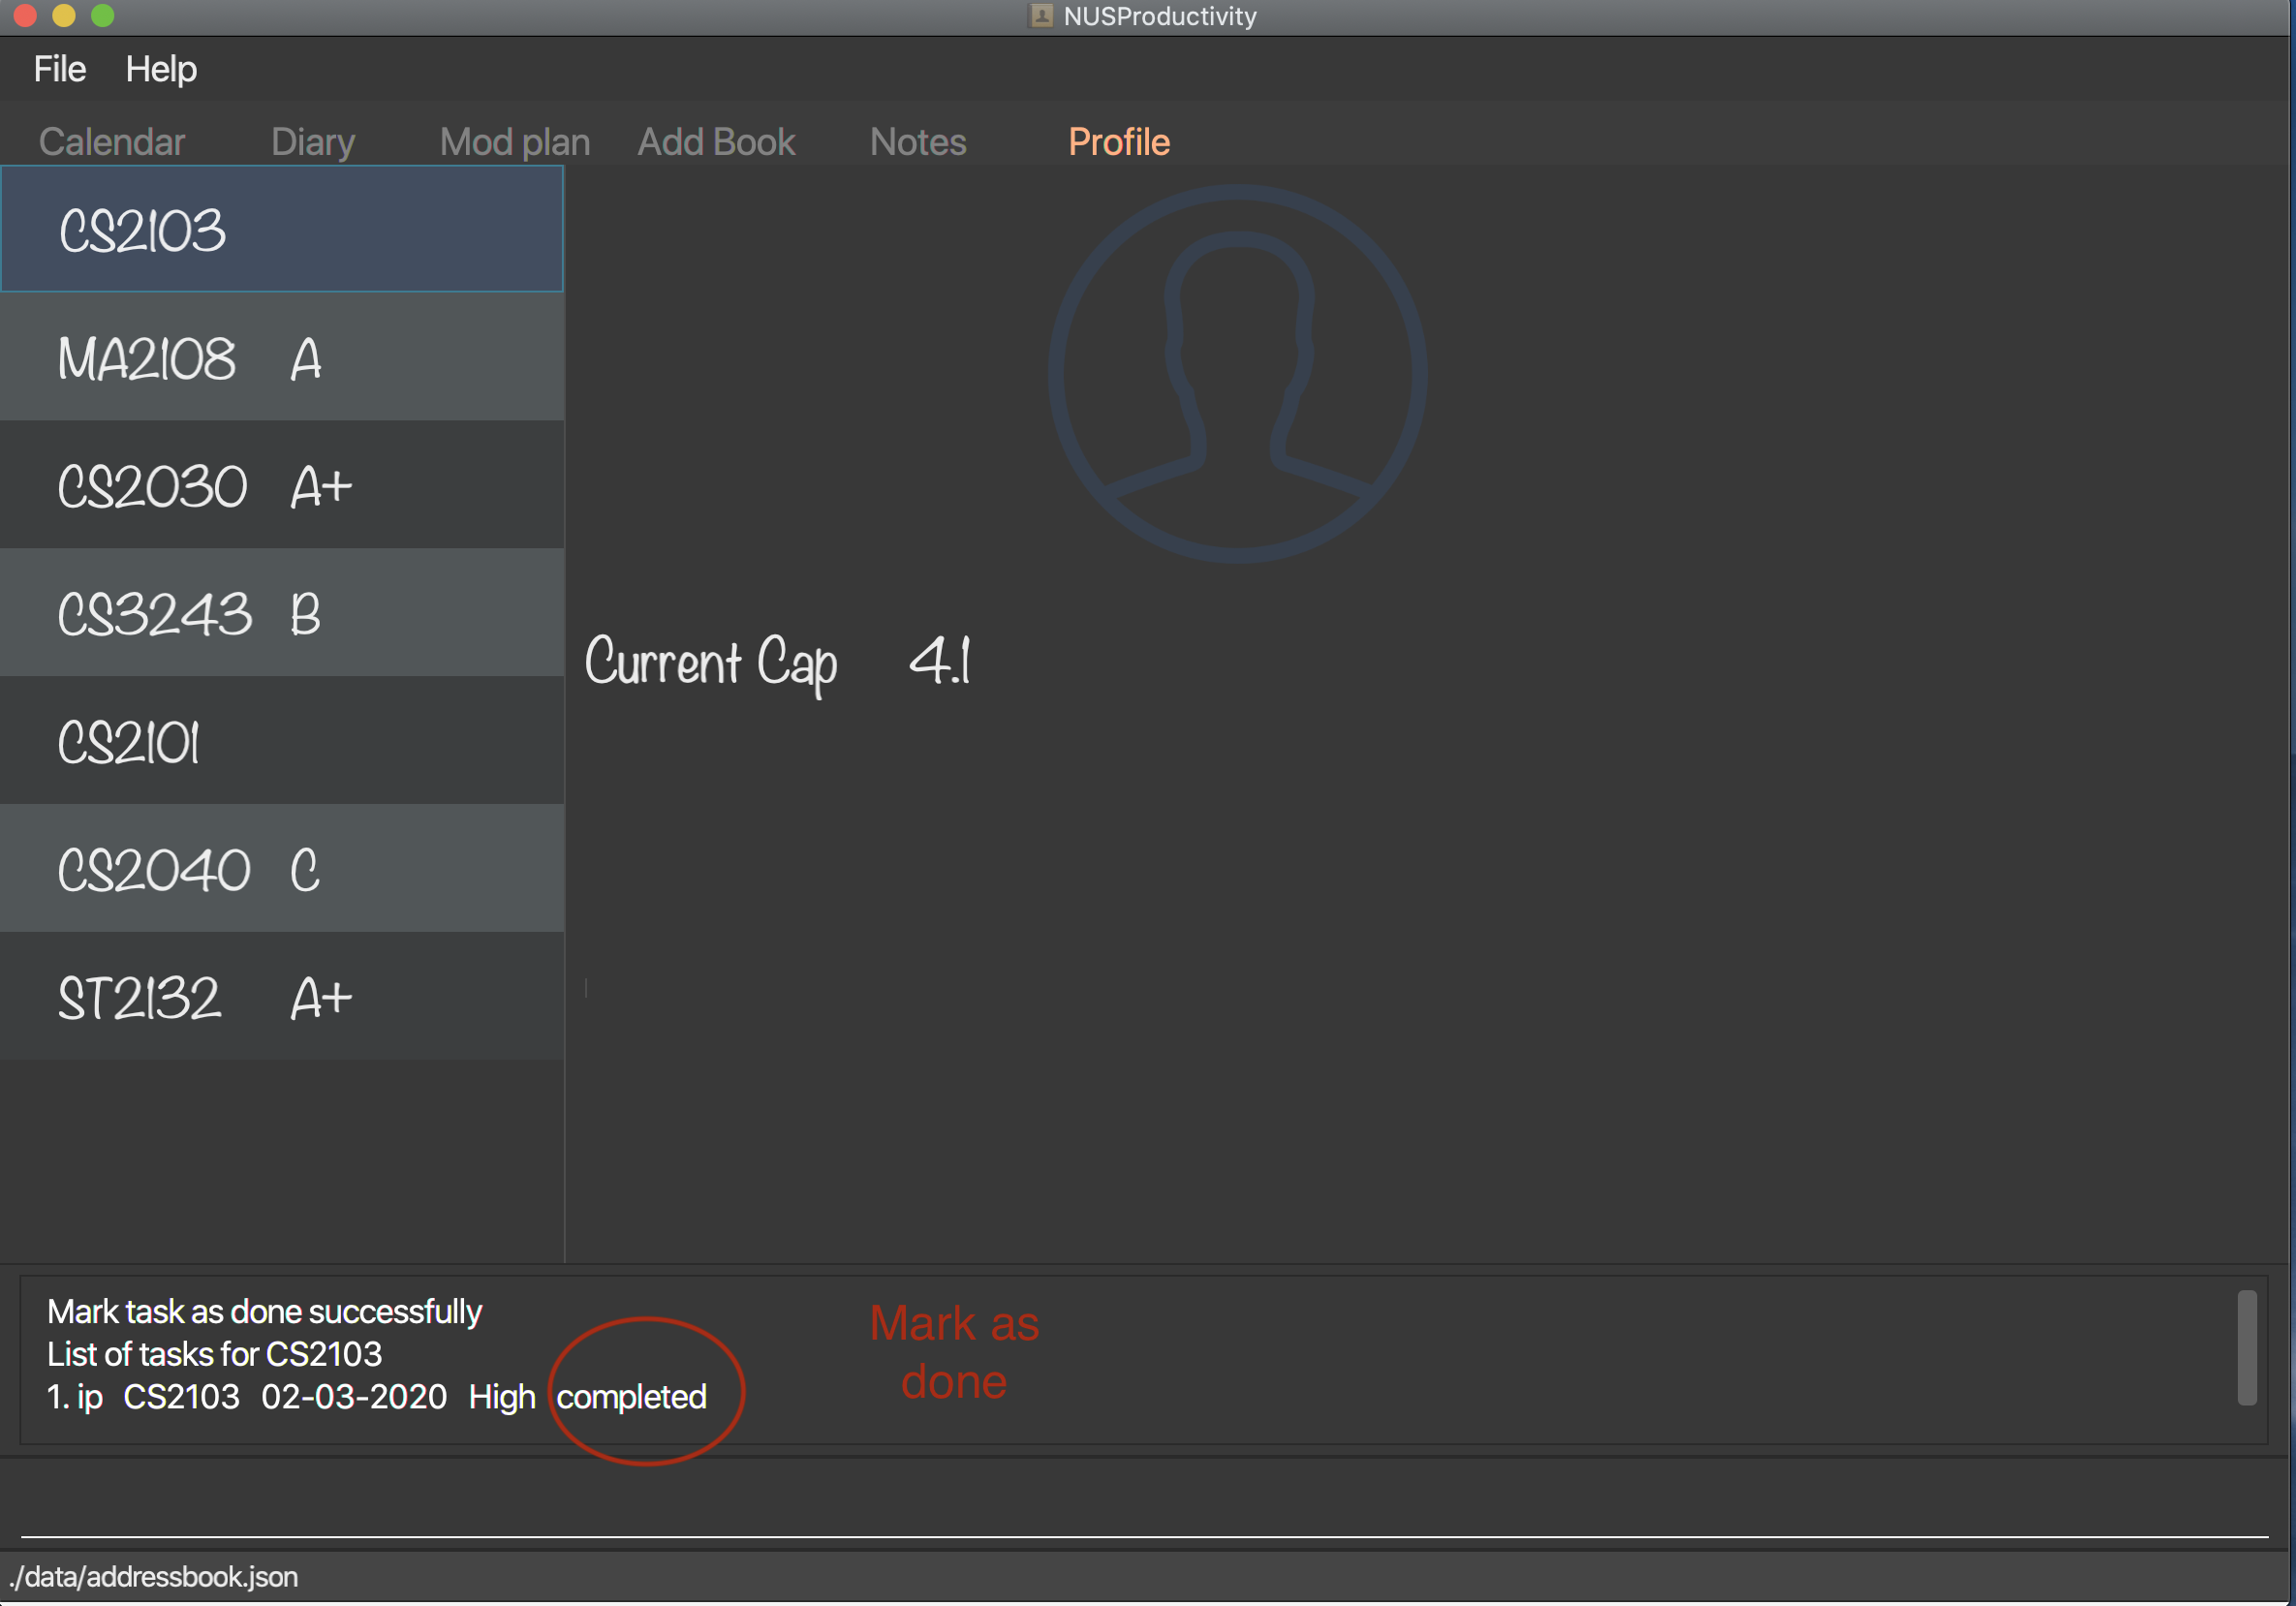 NUSProductivity
File Help
Calendar Diary Mod plan Add Book Notes Profile
CS2103
MA2108 A
CS2030 A+
CS3243 B
CS2101
CS2040 C
ST2132 A+
Current Cap 4.1
Mark task as done successfully
List of tasks for CS2103
1. ip CS2103 02-03-2020 High completed
Mark as
done
./data/addressbook.json